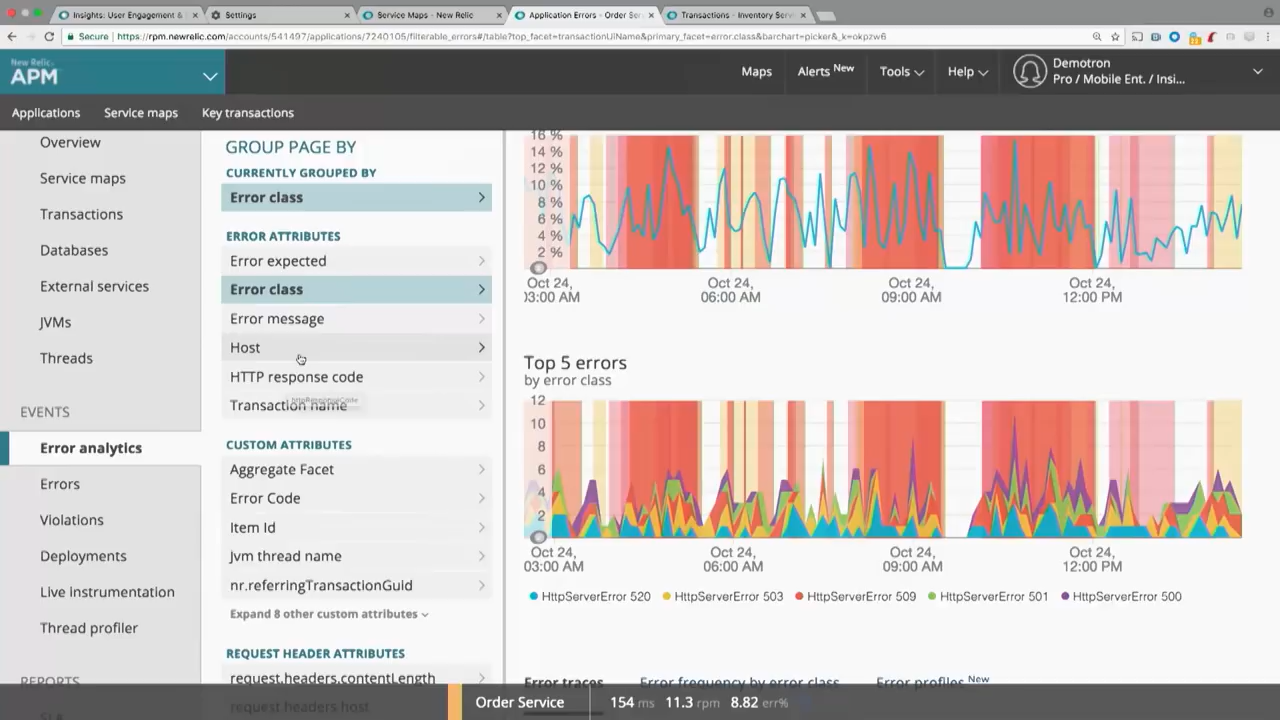 Insights: User Engagement &
Settings
Service Maps - New Relic
Application Errors - Order Ser
Transactions - Inventory Serv
Secure
https://rpm.newrelic.com/accounts/541497/applications/7240105/filterable_errors#/table?top_facet=transactionUiName&primary_facet=error.class&barchart=picker&_k=okpzw6
New Relic
APM
Maps
Alerts New
Tools
Help
Demotron
Pro / Mobile Ent. / Insi...
Applications
Service maps
Key transactions
Overview
Service maps
Transactions
Databases
External services
JVMs
Threads
EVENTS
Error analytics
Errors
Violations
Deployments
Live instrumentation
Thread profiler
REPORTS
SLA
GROUP PAGE BY
CURRENTLY GROUPED BY
Error class
ERROR ATTRIBUTES
Error expected
Error class
Error message
Host
HTTP response code
httpResponseCode
Transaction name
CUSTOM ATTRIBUTES
Aggregate Facet
Error Code
Item Id
Jvm thread name
nr.referringTransactionGuid
Expand 8 other custom attributes
REQUEST HEADER ATTRIBUTES
request.headers.contentLength
request.headers.host
16 %
14 %
12 %
10 %
8 %
6 %
4 %
2 %
Oct 24,
03:00 AM
Oct 24,
06:00 AM
Oct 24,
09:00 AM
Oct 24,
12:00 PM
Top 5 errors
by error class
12
10
8
6
4
2
Oct 24,
03:00 AM
Oct 24,
06:00 AM
Oct 24,
09:00 AM
Oct 24,
12:00 PM
HttpServerError 520
HttpServerError 503
HttpServerError 509
HttpServerError 501
HttpServerError 500
Error traces
Error frequency by error class
Error profiles New
Order Service
154 ms
11.3 rpm
8.82 err%